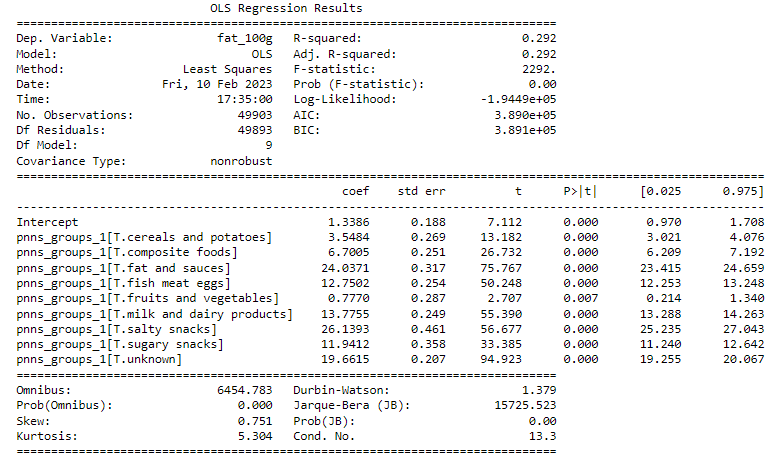 OLS Regression Results
==============================================================================
Dep. Variable: fat_100g R-squared: 0.292
Model: OLS Adj. R-squared: 0.292
Method: Least Squares F-statistic: 2292.
Date: Fri, 10 Feb 2023 Prob (F-statistic): 0.00
Time: 17:35:00 Log-Likelihood: -1.9449e+05
No. Observations: 49903 AIC: 3.890e+05
Df Residuals: 49893 BIC: 3.891e+05
Df Model: 9
Covariance Type: nonrobust
==============================================================================
coef std err t P>|t| [0.025 0.975]
------------------------------------------------------------------------------
Intercept 1.3386 0.188 7.112 0.000 0.970 1.708
pnns_groups_1[T.cereals and potatoes] 3.5484 0.269 13.182 0.000 3.021 4.076
pnns_groups_1[T.composite foods] 6.7005 0.251 26.732 0.000 6.209 7.192
pnns_groups_1[T.fat and sauces] 24.0371 0.317 75.767 0.000 23.415 24.659
pnns_groups_1[T.fish meat eggs] 12.7502 0.254 50.248 0.000 12.253 13.248
pnns_groups_1[T.fruits and vegetables] 0.7770 0.287 2.707 0.007 0.214 1.340
pnns_groups_1[T.milk and dairy products] 13.7755 0.249 55.390 0.000 13.288 14.263
pnns_groups_1[T.salty snacks] 26.1393 0.461 56.677 0.000 25.235 27.043
pnns_groups_1[T.sugary snacks] 11.9412 0.358 33.385 0.000 11.240 12.642
pnns_groups_1[T.unknown] 19.6615 0.207 94.923 0.000 19.255 20.067
==============================================================================
Omnibus: 6454.783 Durbin-Watson: 1.379
Prob(Omnibus): 0.000 Jarque-Bera (JB): 15725.523
Skew: 0.751 Prob(JB): 0.00
Kurtosis: 5.304 Cond. No. 13.3
==============================================================================